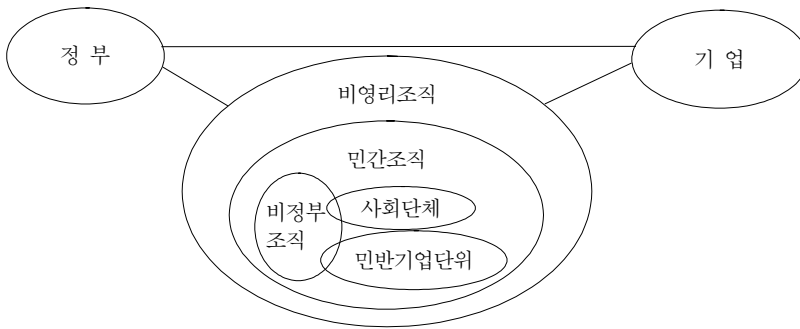 정 부
기 업
비영리조직
민간조직
비정부
조직
사회단체
민반기업단위